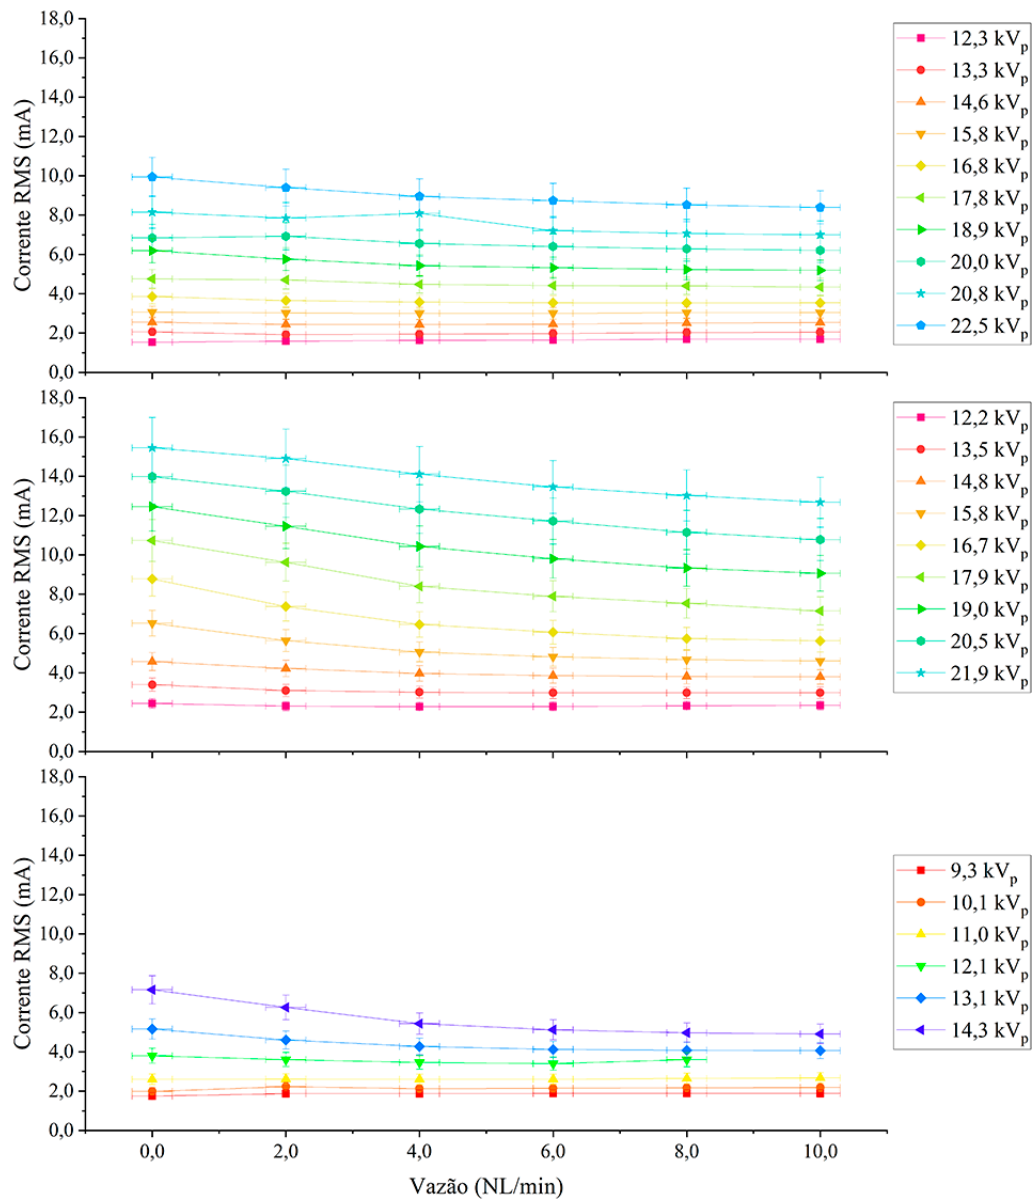 18,0
16,0
14,0
12,0
10,0
8,0
6,0
4,0
2,0
0,0
Corrente RMS (mA)
12,3 kVp
13,3 kVp
14,6 kVp
15,8 kVp
16,8 kVp
17,8 kVp
18,9 kVp
20,0 kVp
20,8 kVp
22,5 kVp
18,0
16,0
14,0
12,0
10,0
8,0
6,0
4,0
2,0
0,0
Corrente RMS (mA)
12,2 kVp
13,5 kVp
14,8 kVp
15,8 kVp
16,7 kVp
17,9 kVp
19,0 kVp
20,5 kVp
21,9 kVp
18,0
16,0
14,0
12,0
10,0
8,0
6,0
4,0
2,0
0,0
Corrente RMS (mA)
9,3 kVp
10,1 kVp
11,0 kVp
12,1 kVp
13,1 kVp
14,3 kVp
0,0 2,0 4,0 6,0 8,0 10,0
Vazão (NL/min)